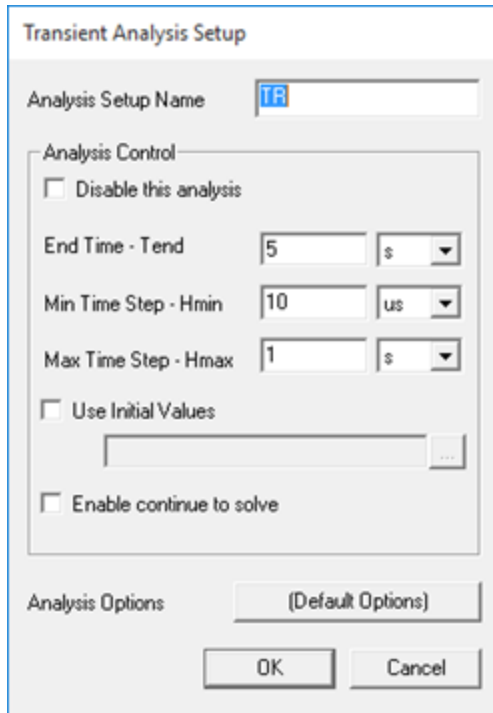 Transient Analysis Setup
Analysis Setup Name TR
Analysis Control
Disable this analysis
End Time - Tend 5 s
Min Time Step - Hmin 10 us
Max Time Step - Hmax 1 s
Use Initial Values
...
Enable continue to solve
Analysis Options (Default Options)
OK Cancel